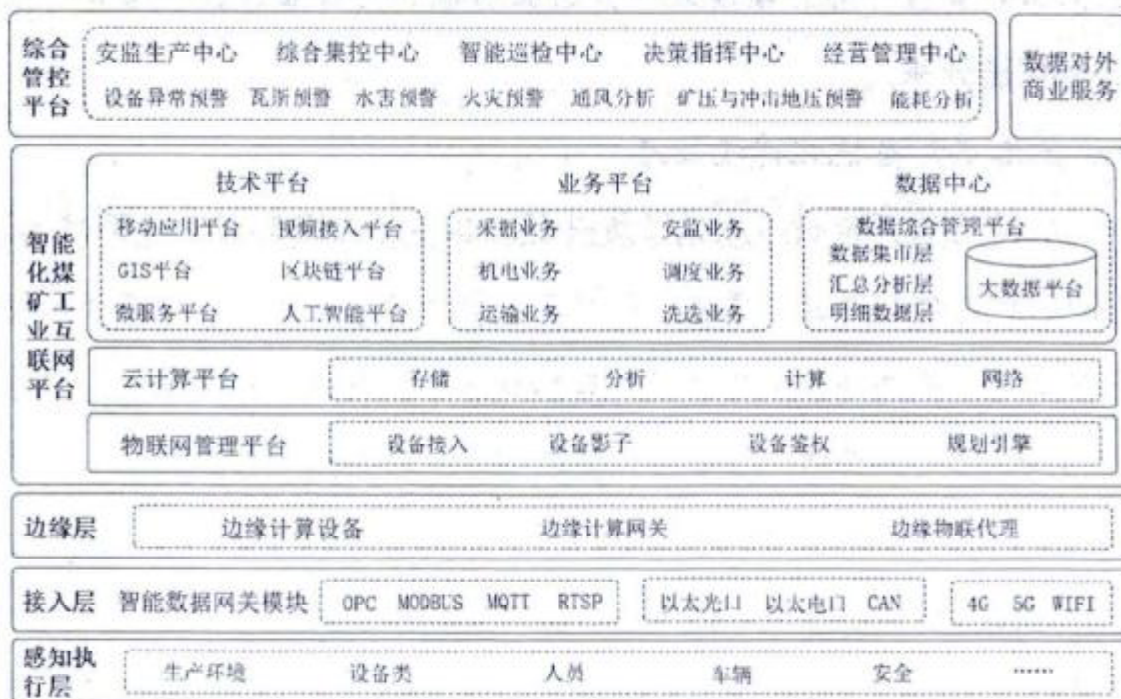 综合管控平台
安监生产中心 综合集控中心 智能巡检中心 决策指挥中心 经营管理中心
设备异常预警 瓦斯预警 水害预警 火灾预警 通风分析 矿压与冲击地压预警 能耗分析
数据对外
商业服务
智能化煤矿工业互联网平台
技术平台 业务平台 数据中心
移动应用平台 视频接入平台 采掘业务 安监业务 数据综合管理平台
GIS平台 区块链平台 机电业务 调度业务 数据集市层
微服务平台 人工智能平台 运输业务 洗选业务 汇总分析层
明细数据层
大数据平台
云计算平台 存储 分析 计算 网络
物联网管理平台 设备接入 设备影子 设备鉴权 规划引擎
边缘层 边缘计算设备 边缘计算网关 边缘物联代理
接入层 智能数据网关模块 OPC MODBUS MQTT RTSP 以太光口 以太电口 CAN 4G 5G WIFI
感知执行层 生产环境 设备类 人员 车辆 安全 ……